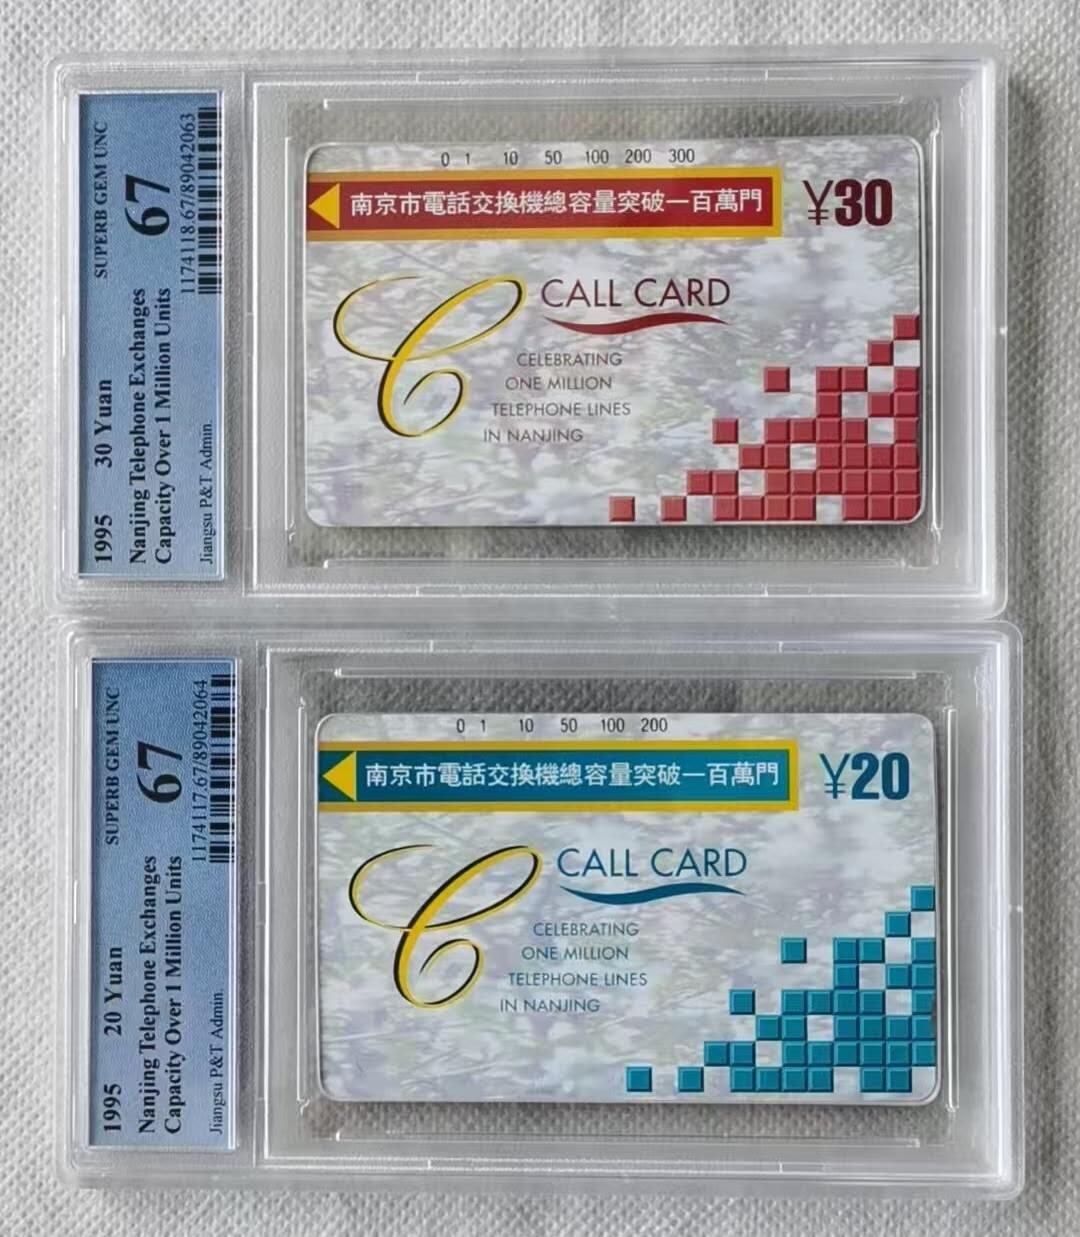 1995 30 Yuan SUPERB GEM UNC
Nanjing Telephone Exchanges 67
Capacity Over 1 Million Units
1174118.67/89042063
Jiangsu P&T Admin.
0 1 10 50 100 200 300
南京市電話交換機總容量突破一百萬門 ¥30
C CALL CARD
CELEBRATING
ONE MILLION
TELEPHONE LINES
IN NANJING
1995 20 Yuan SUPERB GEM UNC
Nanjing Telephone Exchanges 67
Capacity Over 1 Million Units
1174117.67/89042064
Jiangsu P&T Admin.
0 1 10 50 100 200
南京市電話交換機總容量突破一百萬門 ¥20
C CALL CARD
CELEBRATING
ONE MILLION
TELEPHONE LINES
IN NANJING